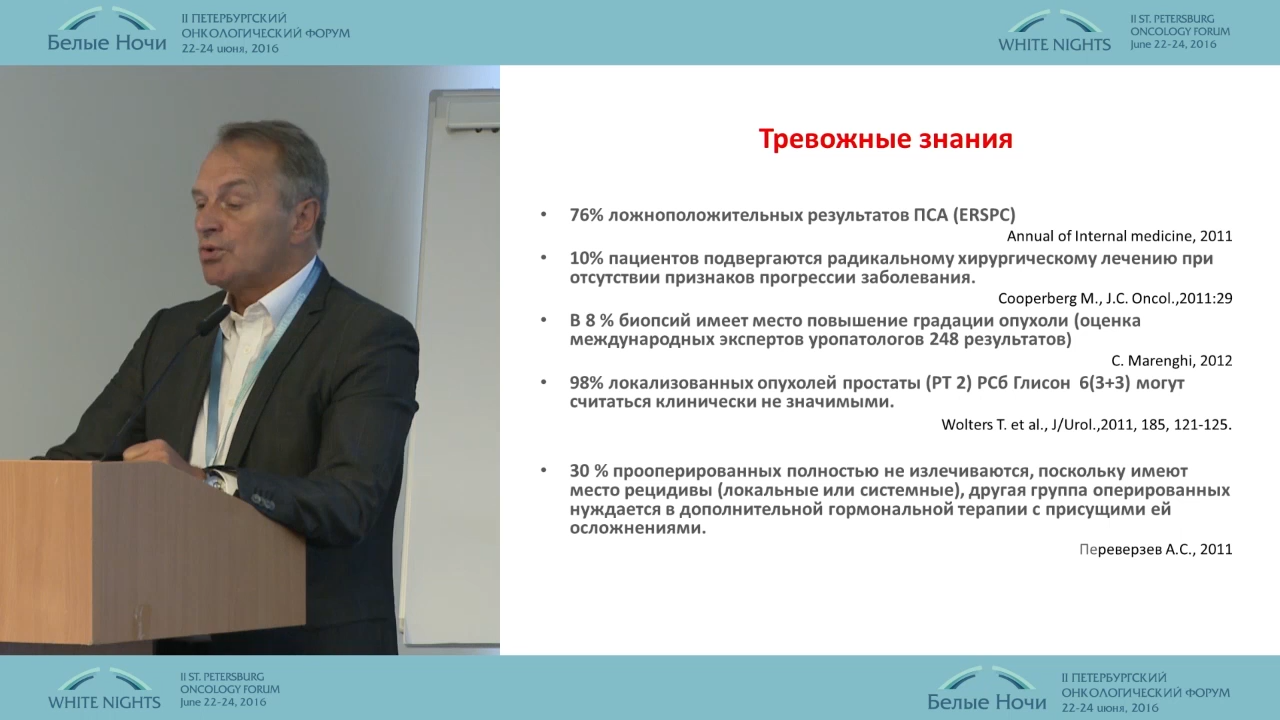 Белые Ночи
II ПЕТЕРБУРГСКИЙ
ОНКОЛОГИЧЕСКИЙ ФОРУМ
22-24 июня, 2016
WHITE NIGHTS
II ST. PETERSBURG
ONCOLOGY FORUM
June 22-24, 2016
Тревожные знания
• 76% ложноположительных результатов ПСА (ERSPC)
Annual of Internal medicine, 2011
• 10% пациентов подвергаются радикальному хирургическому лечению при
отсутствии признаков прогрессии заболевания.
Cooperberg M., J.C. Oncol.,2011:29
• В 8 % биопсий имеет место повышение градации опухоли (оценка
международных экспертов уропатологов 248 результатов)
C. Marenghi, 2012
• 98% локализованных опухолей простаты (РТ 2) РСб Глисон 6(3+3) могут
считаться клинически не значимыми.
Wolters T. et al., J/Urol.,2011, 185, 121-125.
• 30 % прооперированных полностью не излечиваются, поскольку имеют
место рецидивы (локальные или системные), другая группа оперированных
нуждается в дополнительной гормональной терапии с присущими ей
осложнениями.
Переверзев А.С., 2011
WHITE NIGHTS
II ST. PETERSBURG
ONCOLOGY FORUM
June 22-24, 2016
Белые Ночи
II ПЕТЕРБУРГСКИЙ
ОНКОЛОГИЧЕСКИЙ ФОРУМ
22-24 июня, 2016